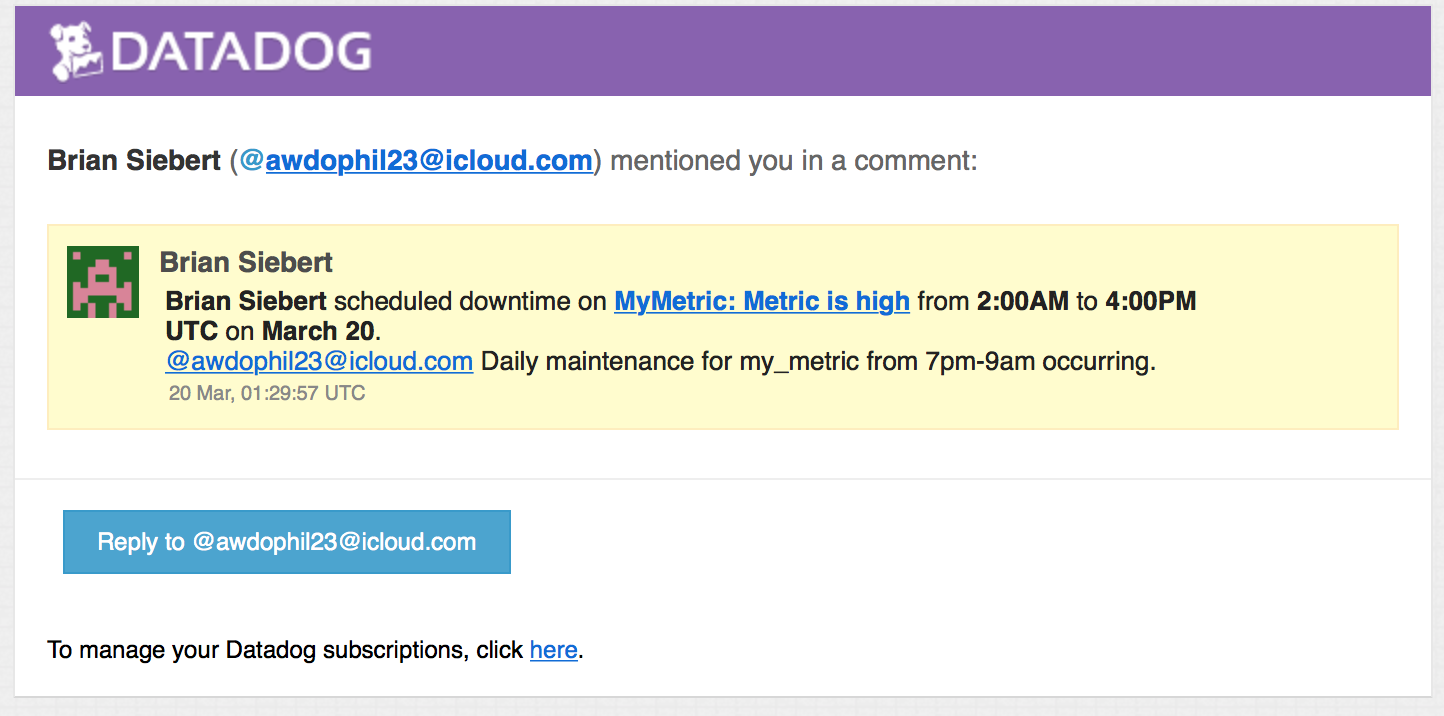 DATADOG
Brian Siebert (@awdophil23@icloud.com) mentioned you in a comment:
Brian Siebert
Brian Siebert scheduled downtime on MyMetric: Metric is high from 2:00AM to 4:00PM
UTC on March 20.
@awdophil23@icloud.com Daily maintenance for my_metric from 7pm-9am occurring.
20 Mar, 01:29:57 UTC
Reply to @awdophil23@icloud.com
To manage your Datadog subscriptions, click here.